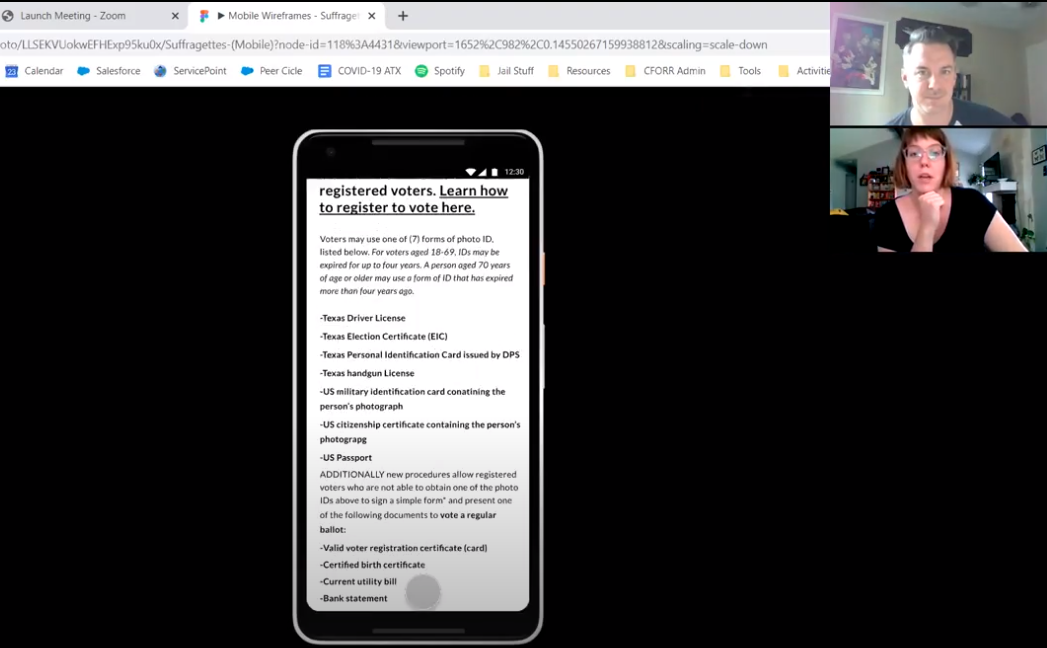 Launch Meeting - Zoom
Mobile Wireframes - Suffraget
oto/LLSEKVUokwEFHExp95ku0x/Suffragettes-(Mobile)?node-id=118%3A4431&viewport=1652%2C982%2C0.14550267159938812&scaling=scale-down
23 Calendar Salesforce ServicePoint Peer Cicle COVID-19 ATX Spotify Jail Stuff Resources CFORR Admin Tools Activitie
12:30
registered voters. Learn how
to register to vote here.
Voters may use one of (7) forms of photo ID,
listed below. For voters aged 18-69, IDs may be
expired for up to four years. A person aged 70 years
of age or older may use a form of ID that has expired
more than four years ago.
-Texas Driver License
-Texas Election Certificate (EIC)
-Texas Personal Identification Card issued by DPS
-Texas handgun License
-US military identification card conatining the
person's photograph
-US citizenship certificate containing the person's
photograpg
-US Passport
ADDITIONALLY new procedures allow registered
voters who are not able to obtain one of the photo
IDs above to sign a simple form* and present one
of the following documents to vote a regular
ballot:
-Valid voter registration certificate (card)
-Certified birth certificate
-Current utility bill
-Bank statement